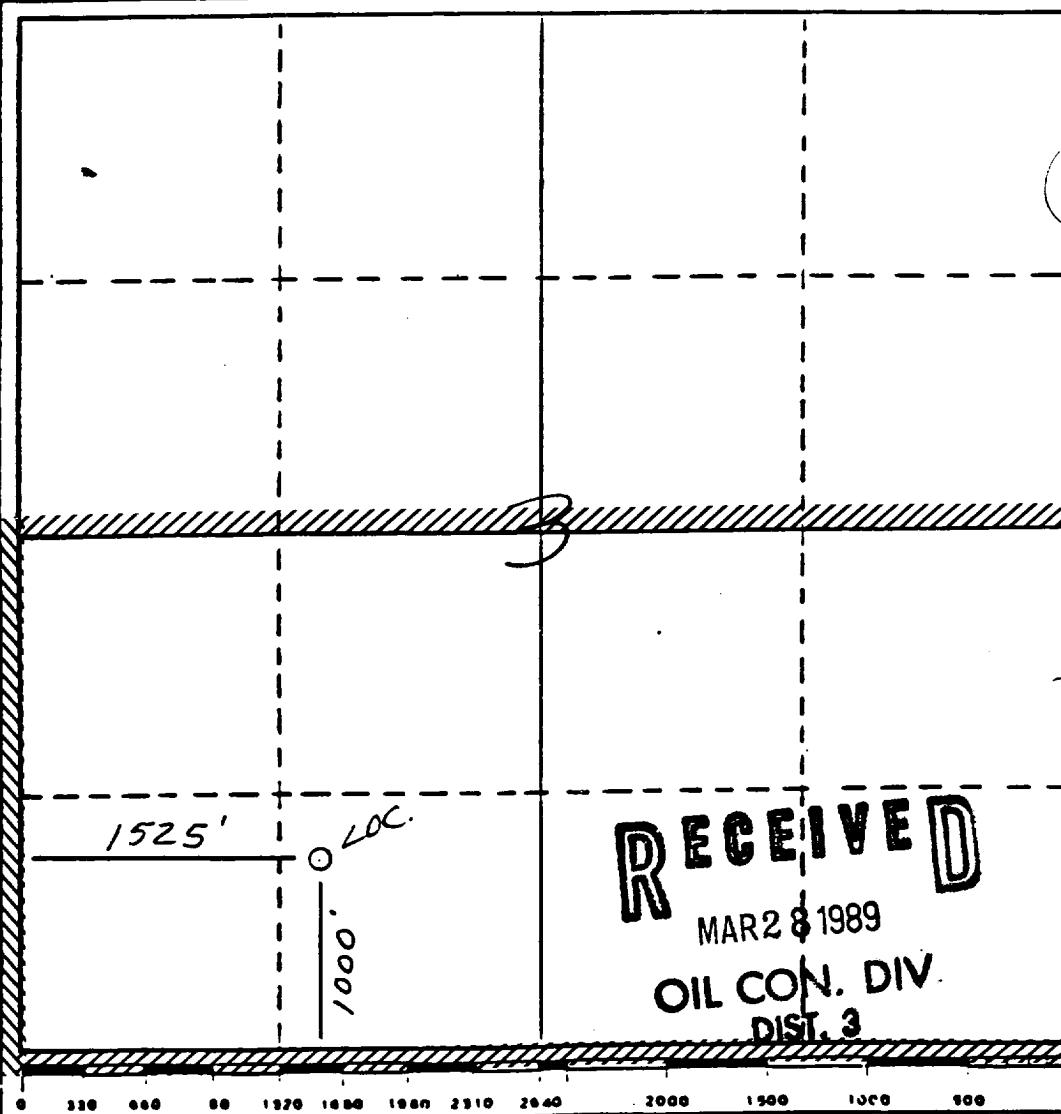 3
1525' LOC.
1000'
RECEIVED
MAR 28 1989
OIL CON. DIV.
DIST. 3
0 330 660 1320 1980 2310 2640 2000 1500 1000 500